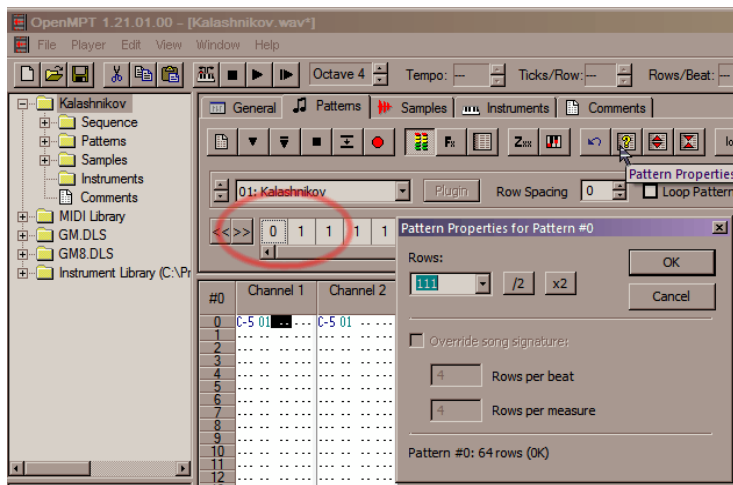 OpenMPT 1.21.01.00 - [Kalashnikov.wav*]
File Player Edit View Window Help
Octave 4 Tempo: --- Ticks/Row: --- Rows/Beat: ---
Kalashnikov
Sequence
Patterns
Samples
Instruments
Comments
MIDI Library
GM.DLS
GM8.DLS
Instrument Library (C:\Pr
General Patterns Samples Instruments Comments
Fx Zxx lo
Pattern Properties
01: Kalashnikov Plugin Row Spacing 0 Loop Pattern
<< >> 0 1 1 1 1
Pattern Properties for Pattern #0
Rows:
111 /2 x2
OK
Cancel
Override song signature:
4 Rows per beat
4 Rows per measure
Pattern #0: 64 rows (0K)
#0 Channel 1 Channel 2
0 C-5 01 .. ... C-5 01 .. ...
1 ... .. .. ... ... .. .. ...
2 ... .. .. ... ... .. .. ...
3 ... .. .. ... ... .. .. ...
4 ... .. .. ... ... .. .. ...
5 ... .. .. ... ... .. .. ...
6 ... .. .. ... ... .. .. ...
7 ... .. .. ... ... .. .. ...
8 ... .. .. ... ... .. .. ...
9 ... .. .. ... ... .. .. ...
10 ... .. .. ... ... .. .. ...
11 ... .. .. ... ... .. .. ...
12 ... .. .. ... ... .. .. ...